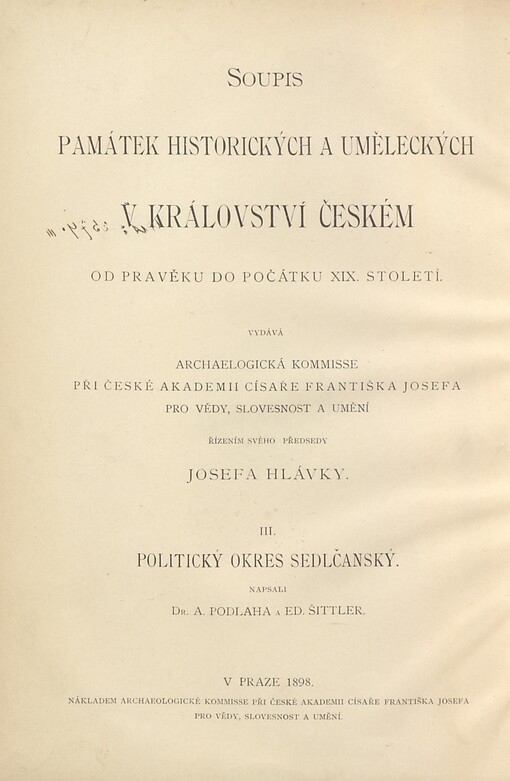 Soupis
PAMÁTEK HISTORICKÝCH A UMĚLECKÝCH
V KRÁLOVSTVÍ ČESKÉM
OD PRAVĚKU DO POČÁTKU XIX. STOLETÍ.
VYDÁVÁ
ARCHAELOGICKÁ KOMMISSE
PŘI ČESKÉ AKADEMII CÍSAŘE FRANTIŠKA JOSEFA
PRO VĚDY, SLOVESNOST A UMĚNÍ
ŘÍZENÍM SVÉHO PŘEDSEDY
JOSEFA HLÁVKY.
III.
POLITICKÝ OKRES SEDLČANSKÝ.
NAPSALI
Dr. A. PODLAHA a ED. ŠITTLER.
V PRAZE 1898.
NÁKLADEM ARCHAEOLOGICKÉ KOMMISSE PŘI ČESKÉ AKADEMII CÍSAŘE FRANTIŠKA JOSEFA
PRO VĚDY, SLOVESNOST A UMĚNÍ.